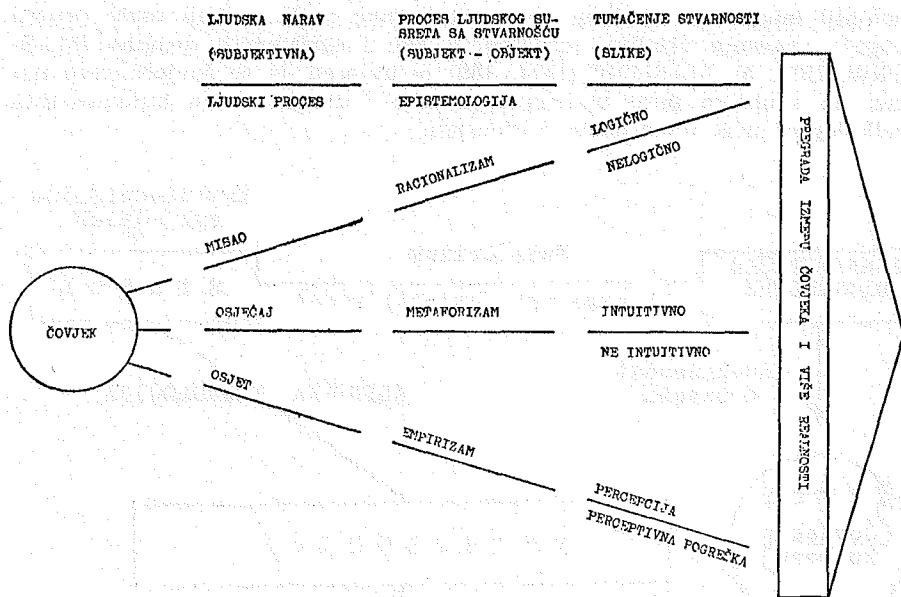 LJUDSKA NARAV
(SUBJEKTIVNA)
LJUDSKI PROCES
PROCES LJUDSKOG SU-
SRETA SA STVARNOŠĆU
(SUBJEKT - OBJEKT)
EPISTEMOLOGIJA
TUMAČENJE STVARNOSTI
(SLIKE)
LOGIČNO
NELOGIČNO
RACIONALIZAM
MISAO
ČOVJEK
OSJEĆAJ
METAFORIZAM
INTUITIVNO
NE INTUITIVNO
OSJET
EMPIRIZAM
PERCEPCIJA
PERCEPTIVNA POGREŠKA
PREGRADA IZMEĐU ČOVJEKA I VIŠE REALNOSTI